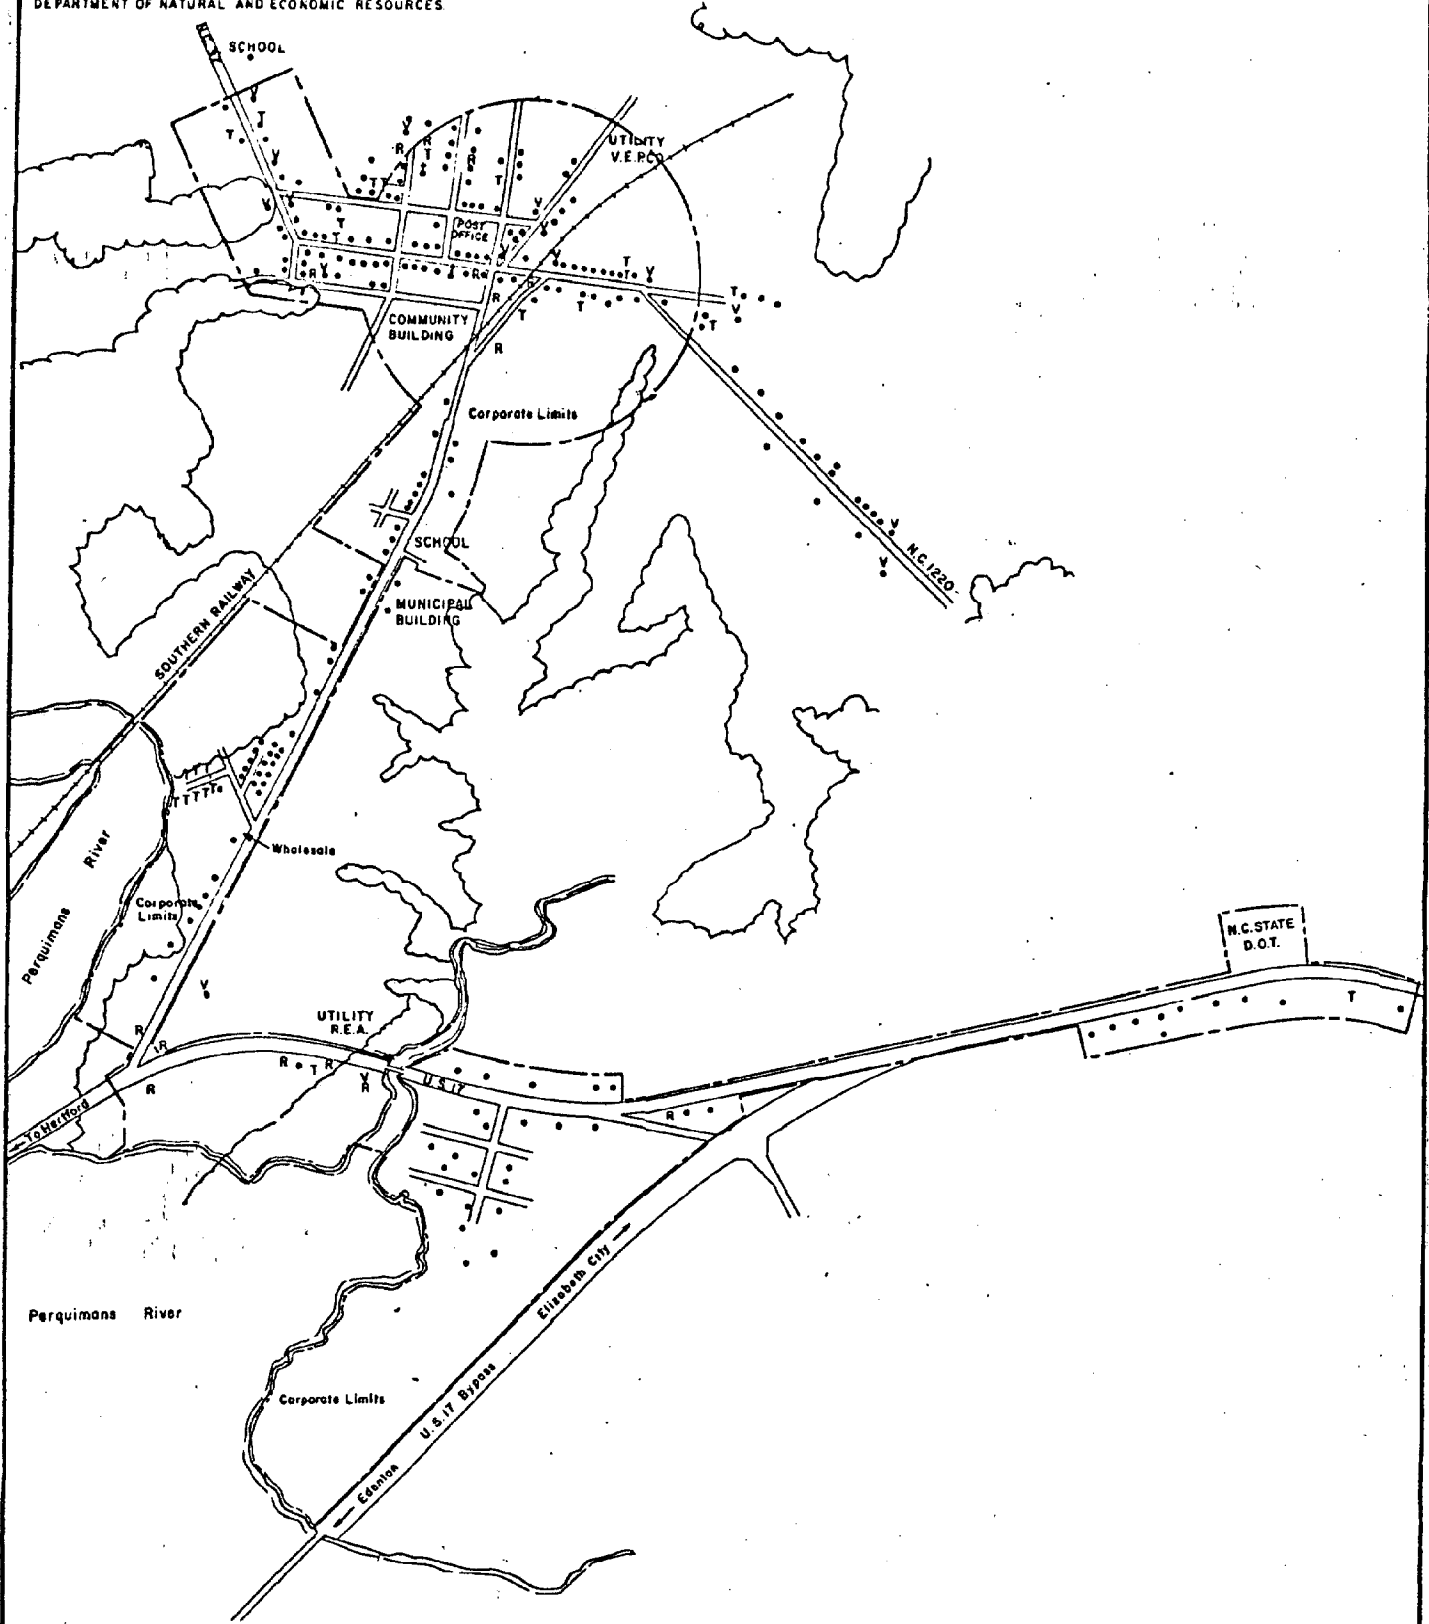 DEPARTMENT OF NATURAL AND ECONOMIC RESOURCES.
SCHOOL
UTILITY
V.E.P.CO.
POST
OFFICE
COMMUNITY
BUILDING
Corporate Limits
SCHOOL
N.C. 1220
MUNICIPAL
BUILDING
SOUTHERN RAILWAY
Wholesale
River
Perquimans
Corporate
Limits
N.C. STATE
D.O.T.
UTILITY
R.E.A.
U.S. 17
To Hertford
Elizabeth City
Perquimans River
Corporate Limits
U.S. 17 Bypass
Edenton